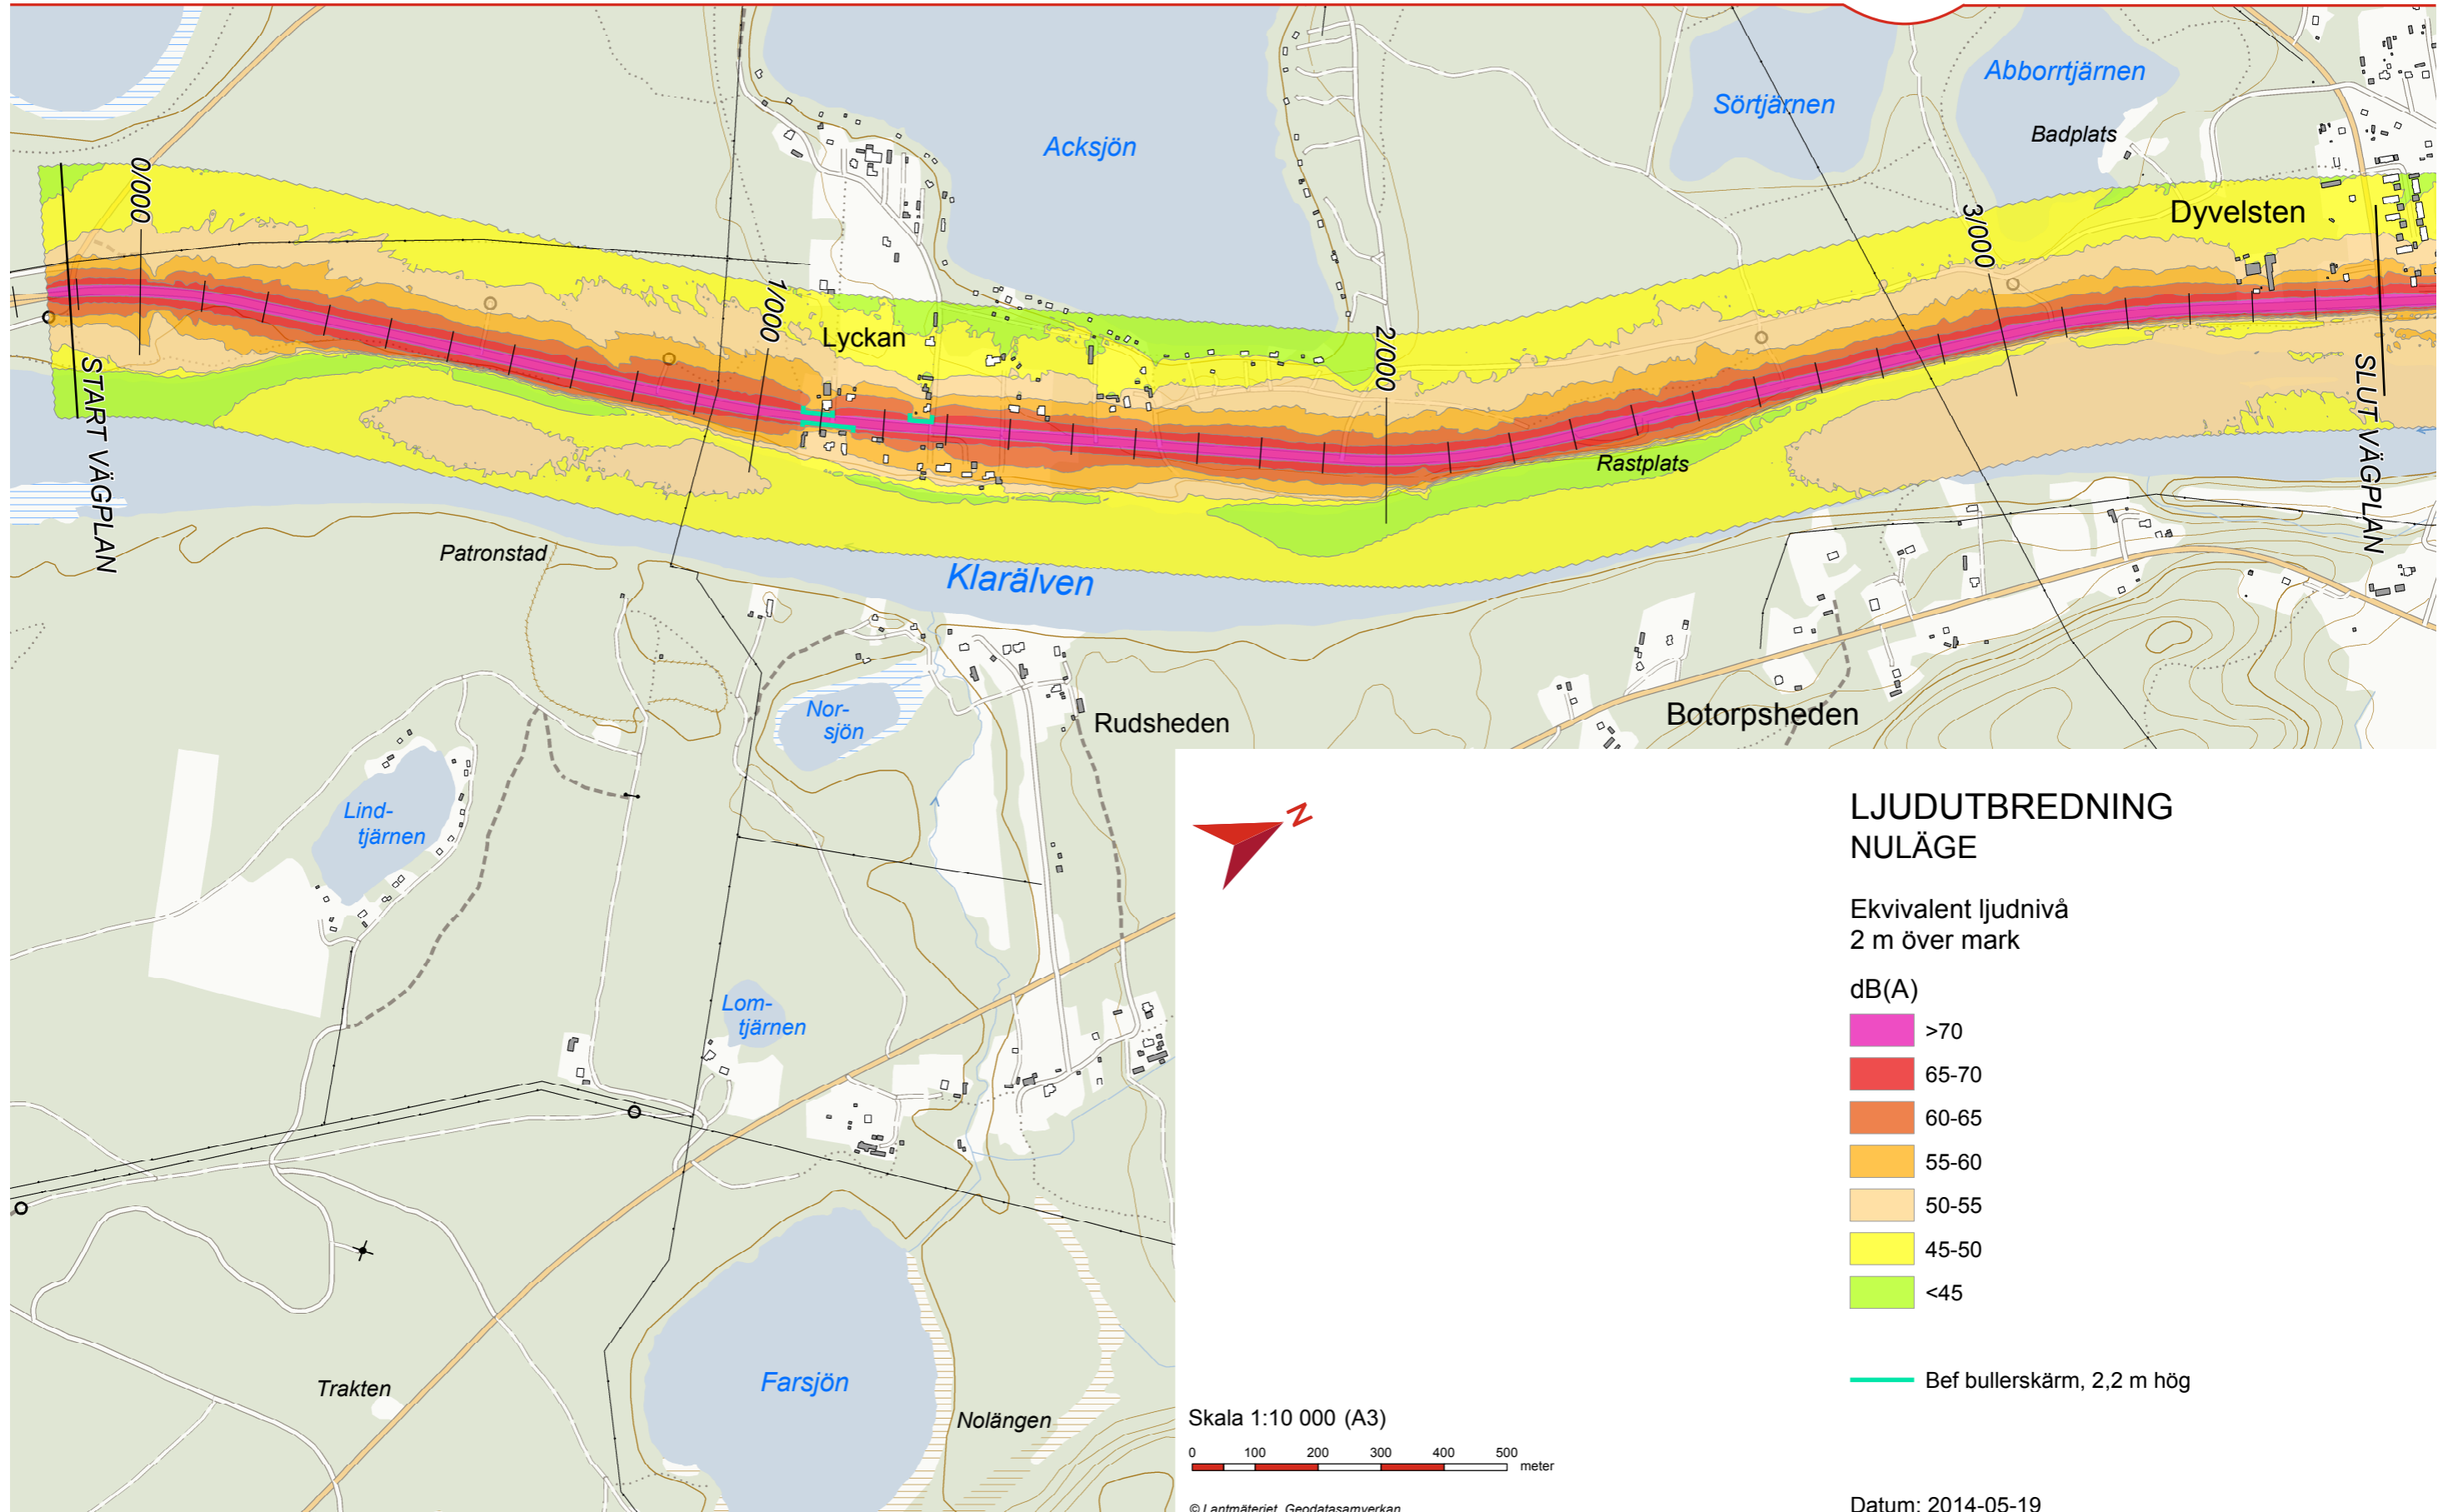 Abborrtjärnen
Sörtjärnen
Badplats
Acksjön
0/000
Dyvelsten
3/000
1/000
Lyckan
2/000
START VÄGPLAN
SLUT VÄGPLAN
Rastplats
Patronstad
Klarälven
Nor-
sjön
Rudsheden
Botorpsheden
Lind-
tjärnen
Lom-
tjärnen
Trakten
Farsjön
Nolängen
N
LJUDUTBREDNING
NULÄGE
Ekvivalent ljudnivå
2 m över mark
dB(A)
>70
65-70
60-65
55-60
50-55
45-50
<45
Bef bullerskärm, 2,2 m hög
Skala 1:10 000 (A3)
0 100 200 300 400 500
meter
© Lantmäteriet, Geodatasamverkan
Datum: 2014-05-19